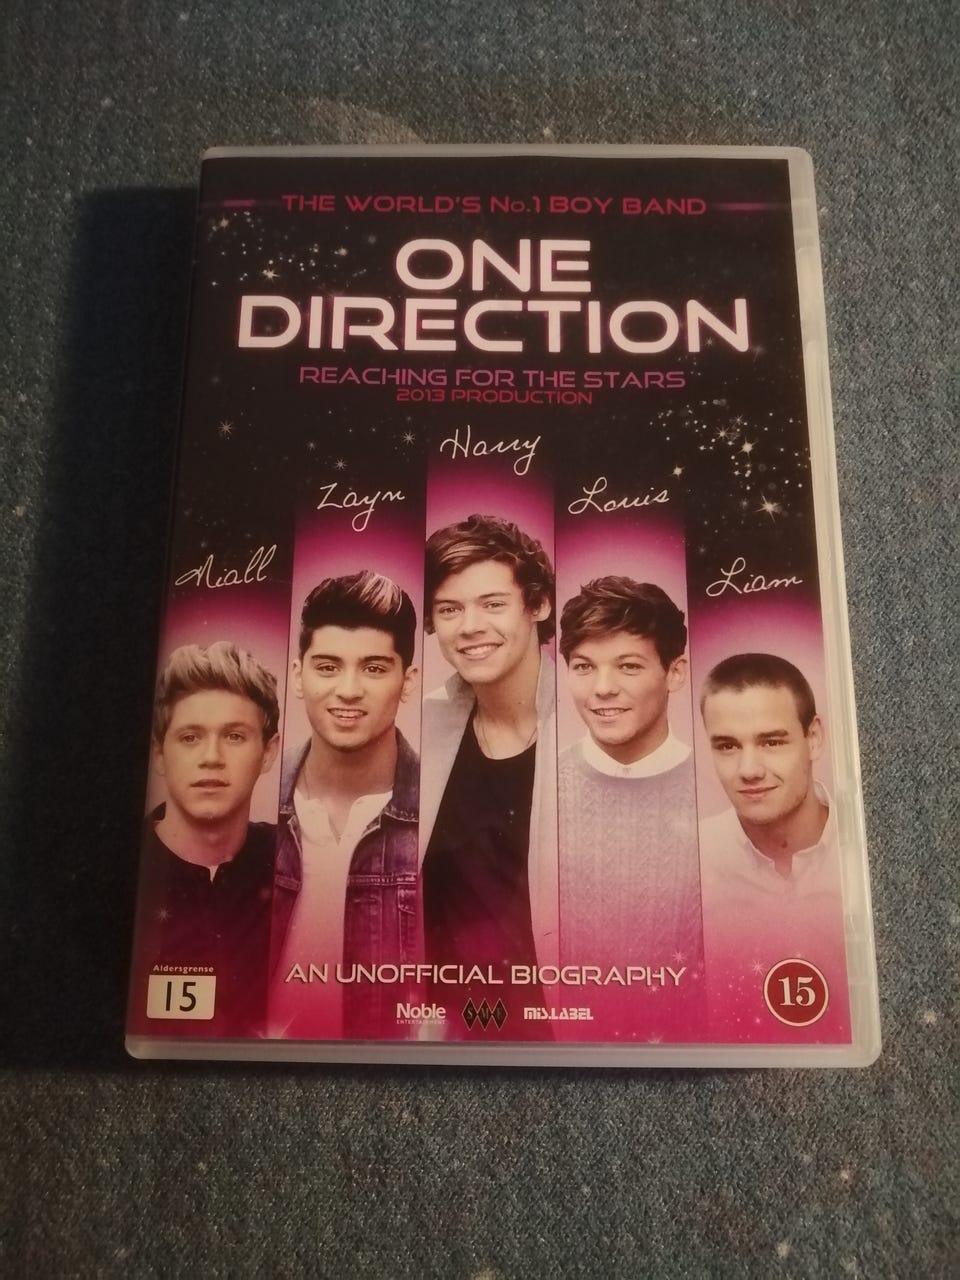 THE WORLD'S No.1 BOY BAND
ONE
DIRECTION
REACHING FOR THE STARS
2013 PRODUCTION
Harry
Zayn
Louis
Niall
Liam
AN UNOFFICIAL BIOGRAPHY
Aldersgrense
15
Noble
ENTERTAINMENT
SMF
MIS.LABEL
15